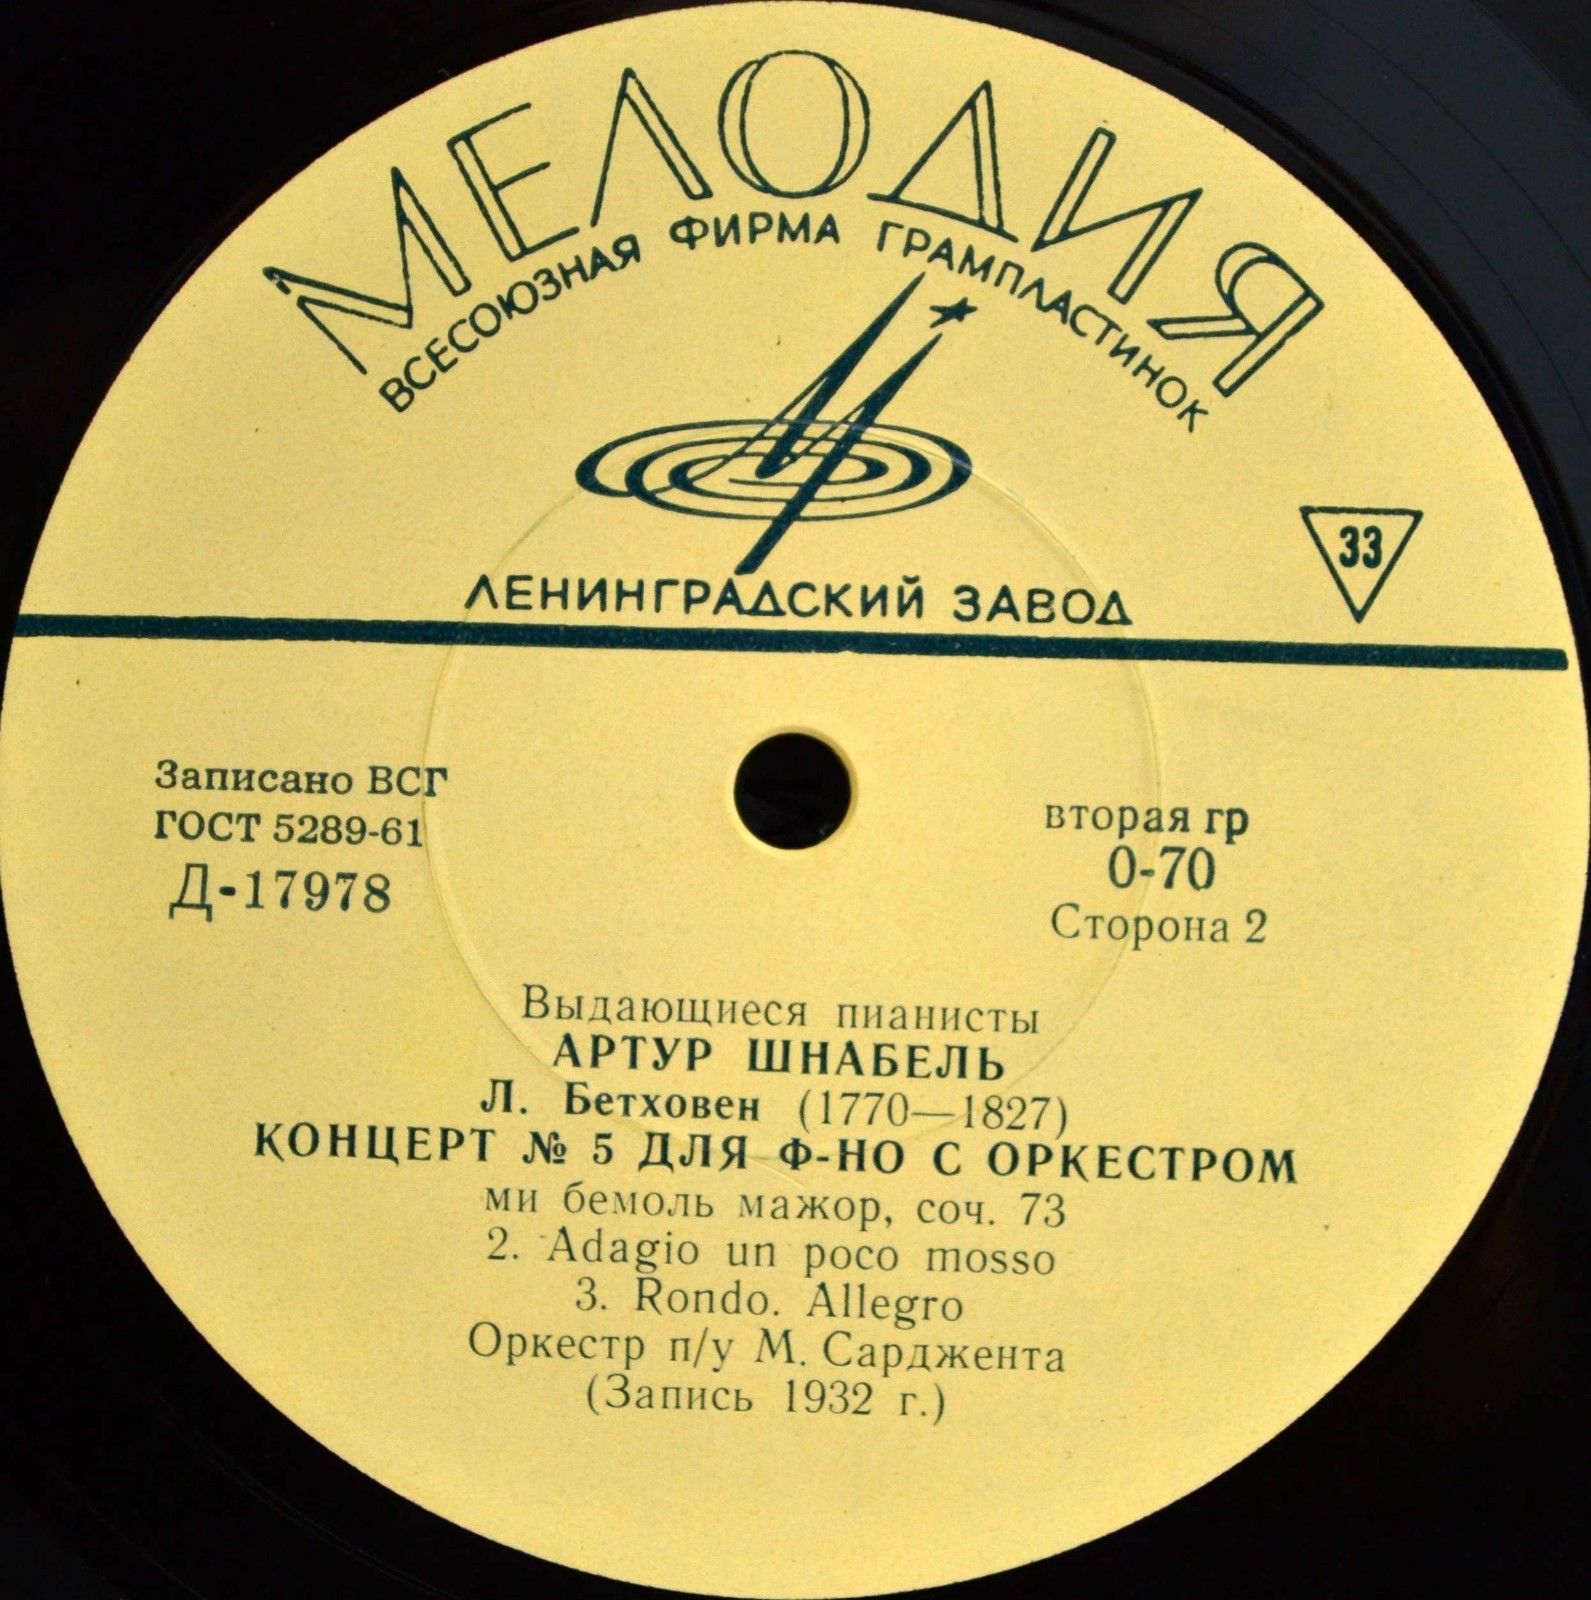 МЕЛОДИЯ
ВСЕСОЮЗНАЯ ФИРМА ГРАМПЛАСТИНОК
33
ЛЕНИНГРАДСКИЙ ЗАВОД
Записано ВСГ
ГОСТ 5289-61
Д-17978
вторая гр
0-70
Сторона 2
Выдающиеся пианисты
АРТУР ШНАБЕЛЬ
Л. Бетховен (1770—1827)
КОНЦЕРТ № 5 ДЛЯ Ф-НО С ОРКЕСТРОМ
ми бемоль мажор, соч. 73
2. Adagio un poco mosso
3. Rondo. Allegro
Оркестр п/у М. Сарджента
(Запись 1932 г.)